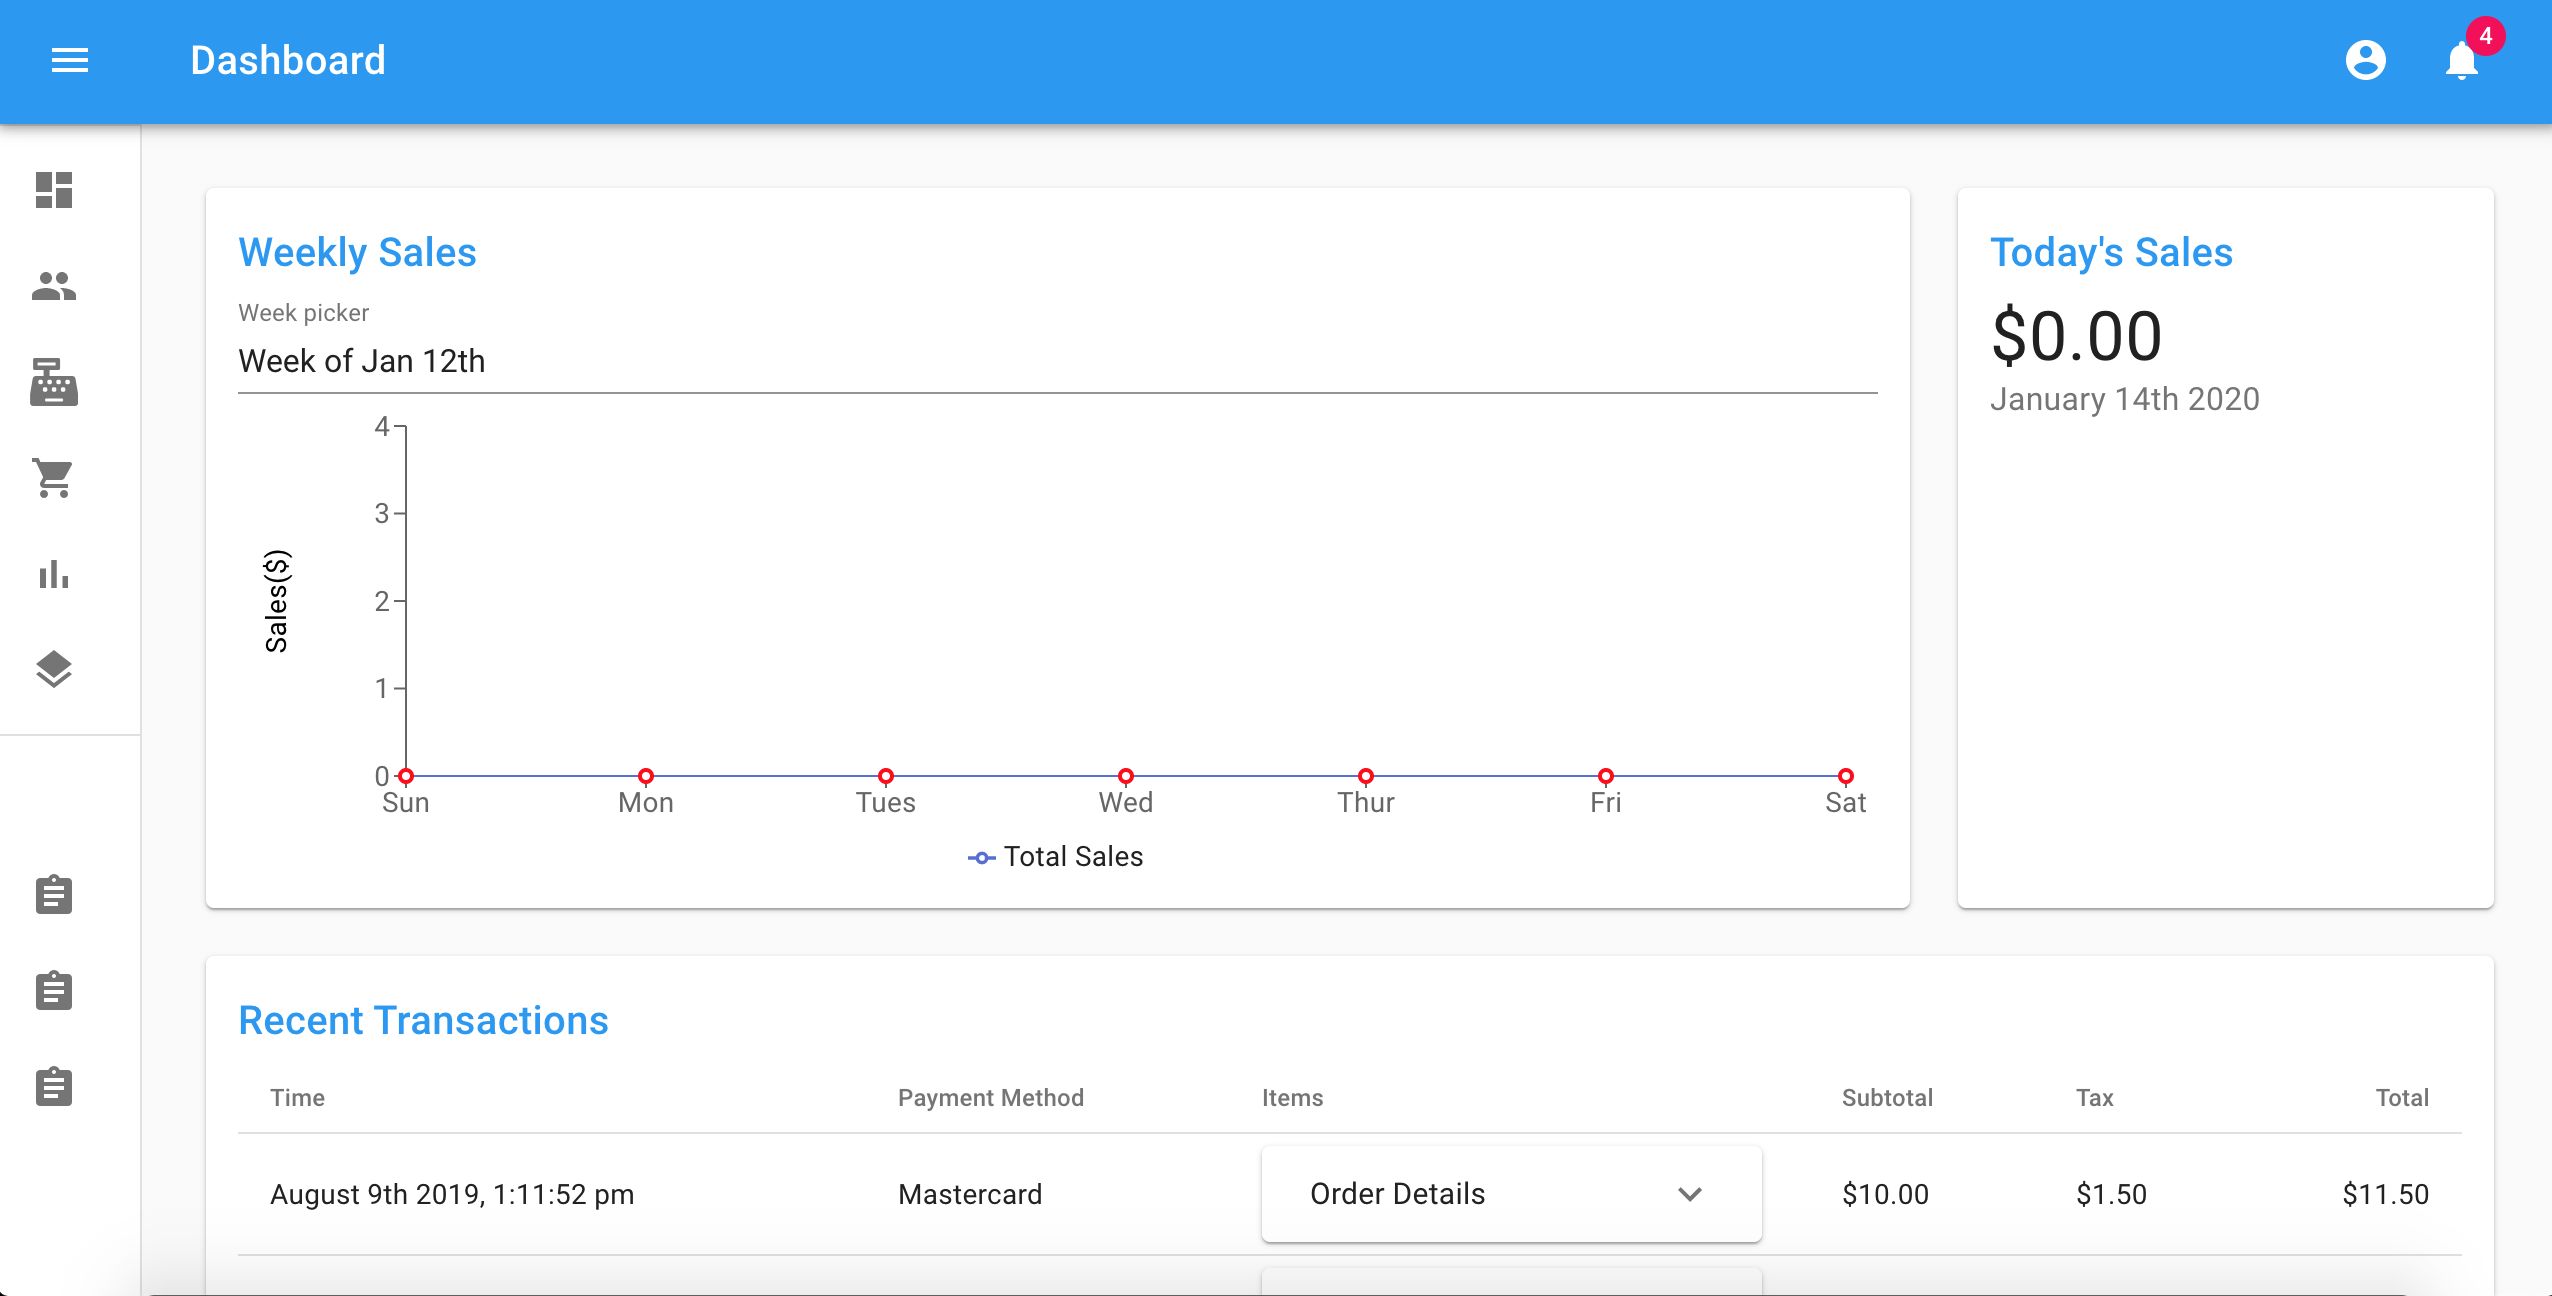 Dashboard
4
Weekly Sales
Week picker
Week of Jan 12th
Sales($)
4
3
2
1
0
Sun Mon Tues Wed Thur Fri Sat
Total Sales
Today's Sales
$0.00
January 14th 2020
Recent Transactions
Time Payment Method Items Subtotal Tax Total
August 9th 2019, 1:11:52 pm Mastercard Order Details $10.00 $1.50 $11.50